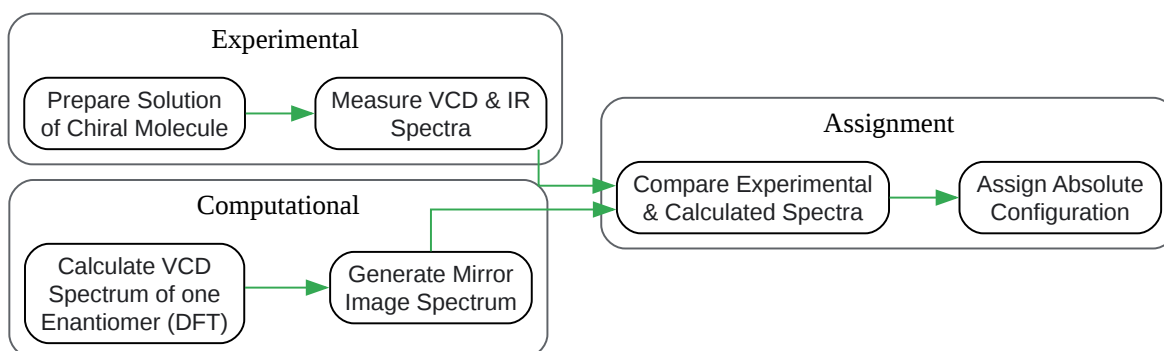 Experimental
Prepare Solution
of Chiral Molecule
Measure VCD & IR
Spectra
Computational
Calculate VCD
Spectrum of one
Enantiomer (DFT)
Generate Mirror
Image Spectrum
Assignment
Compare Experimental
& Calculated Spectra
Assign Absolute
Configuration